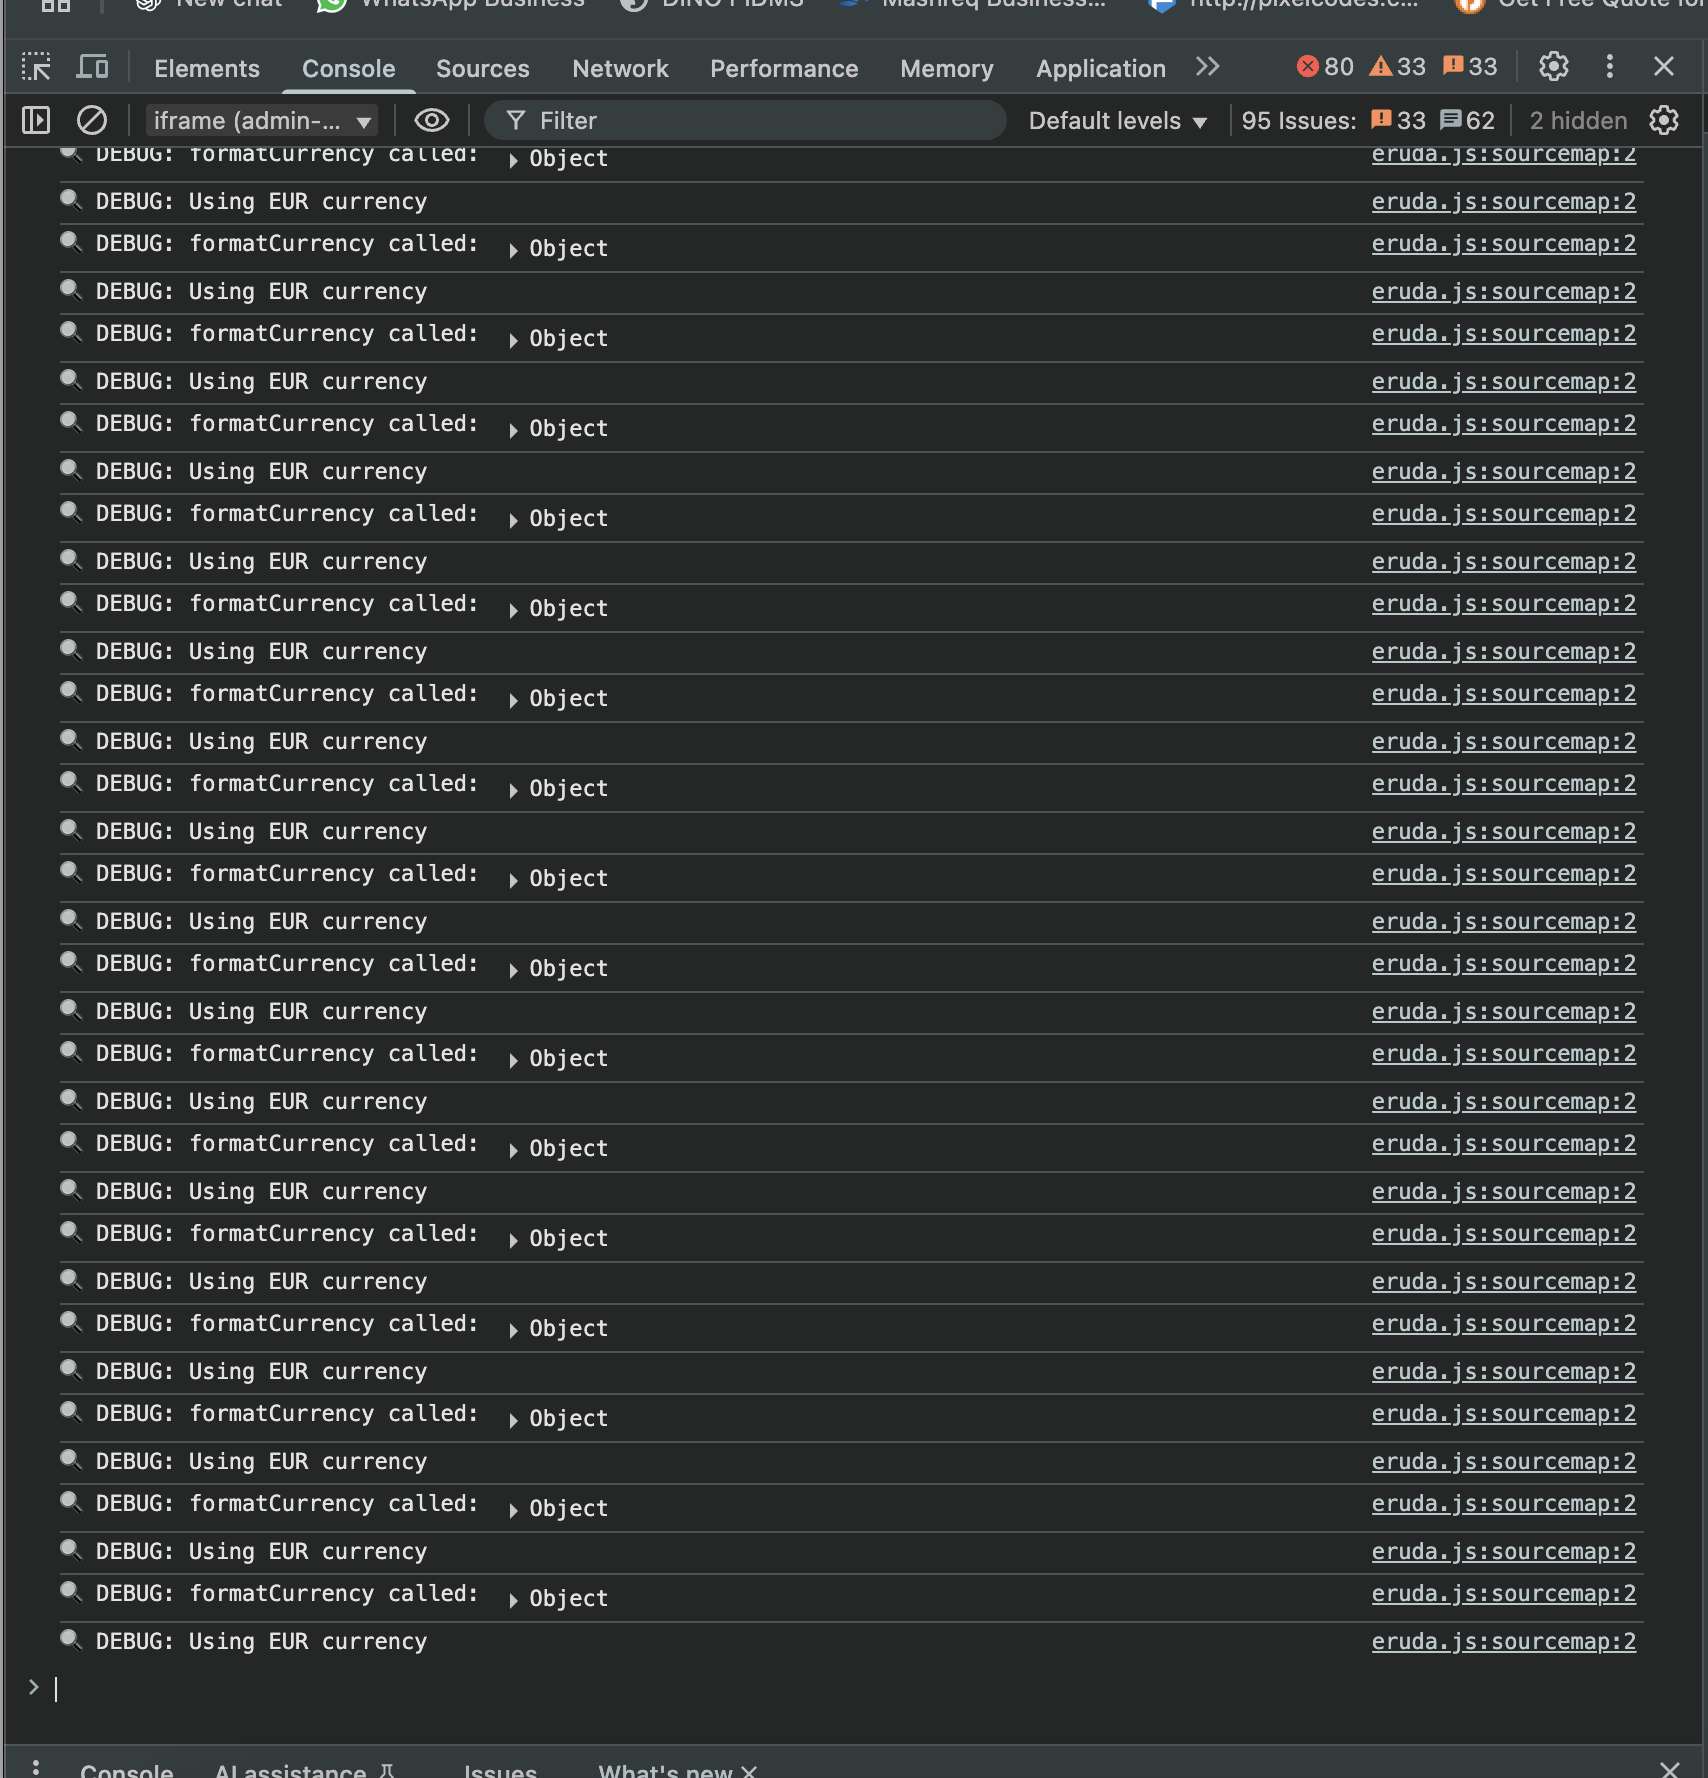 New chat WhatsApp Business DINO PIDMS Mashreq Business... http://pixelcodes.c... Get Free Quote for
Elements Console Sources Network Performance Memory Application 80 33 33
iframe (admin-... Filter Default levels 95 Issues: 33 62 2 hidden
DEBUG: formatCurrency called: Object eruda.js:sourcemap:2
DEBUG: Using EUR currency eruda.js:sourcemap:2
DEBUG: formatCurrency called: Object eruda.js:sourcemap:2
DEBUG: Using EUR currency eruda.js:sourcemap:2
DEBUG: formatCurrency called: Object eruda.js:sourcemap:2
DEBUG: Using EUR currency eruda.js:sourcemap:2
DEBUG: formatCurrency called: Object eruda.js:sourcemap:2
DEBUG: Using EUR currency eruda.js:sourcemap:2
DEBUG: formatCurrency called: Object eruda.js:sourcemap:2
DEBUG: Using EUR currency eruda.js:sourcemap:2
DEBUG: formatCurrency called: Object eruda.js:sourcemap:2
DEBUG: Using EUR currency eruda.js:sourcemap:2
DEBUG: formatCurrency called: Object eruda.js:sourcemap:2
DEBUG: Using EUR currency eruda.js:sourcemap:2
DEBUG: formatCurrency called: Object eruda.js:sourcemap:2
DEBUG: Using EUR currency eruda.js:sourcemap:2
DEBUG: formatCurrency called: Object eruda.js:sourcemap:2
DEBUG: Using EUR currency eruda.js:sourcemap:2
DEBUG: formatCurrency called: Object eruda.js:sourcemap:2
DEBUG: Using EUR currency eruda.js:sourcemap:2
DEBUG: formatCurrency called: Object eruda.js:sourcemap:2
DEBUG: Using EUR currency eruda.js:sourcemap:2
DEBUG: formatCurrency called: Object eruda.js:sourcemap:2
DEBUG: Using EUR currency eruda.js:sourcemap:2
DEBUG: formatCurrency called: Object eruda.js:sourcemap:2
DEBUG: Using EUR currency eruda.js:sourcemap:2
DEBUG: formatCurrency called: Object eruda.js:sourcemap:2
DEBUG: Using EUR currency eruda.js:sourcemap:2
DEBUG: formatCurrency called: Object eruda.js:sourcemap:2
DEBUG: Using EUR currency eruda.js:sourcemap:2
DEBUG: formatCurrency called: Object eruda.js:sourcemap:2
DEBUG: Using EUR currency eruda.js:sourcemap:2
DEBUG: formatCurrency called: Object eruda.js:sourcemap:2
DEBUG: Using EUR currency eruda.js:sourcemap:2
Console AI assistance Issues What's new